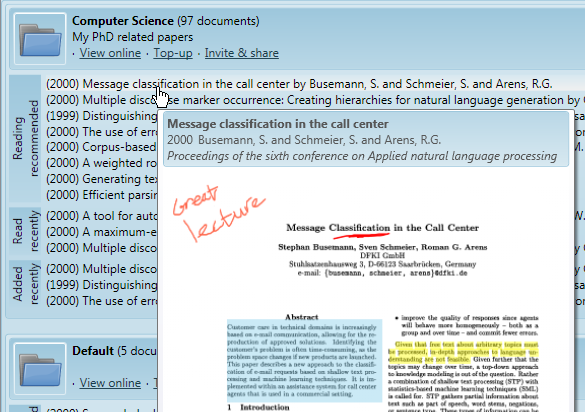 Computer Science (97 documents)
My PhD related papers
· View online · Top-up · Invite & share
Reading recommended
(2000) Message classification in the call center by Busemann, S. and Schmeier, S. and Arens, R.G.
(2000) Multiple discourse marker occurrence: Creating hierarchies for natural language generation by
(1999) Distinguishing
(2000) The use of erro
(2000) Corpus-based
(2000) A weighted ro
(2000) Generating tex
(2000) Efficient parsin
Read recently
(2000) A tool for auto
(2000) A maximum-e
(2000) Multiple disco
Added recently
(2000) Multiple disco
(1999) Distinguishing
(2000) The use of erro
Default (5 docu
· View online ·
Message classification in the call center
2000 Busemann, S. and Schmeier, S. and Arens, R.G.
Proceedings of the sixth conference on Applied natural language processing
Great
lecture
Message Classification in the Call Center
Stephan Busemann, Sven Schmeier, Roman G. Arens
DFKI GmbH
Stuhlsatzenhausweg 3, D-66123 Saarbrücken, Germany
e-mail: {busemann, schmeier, arens}@dfki.de
Abstract
Customer care in technical domains is increasingly
based on e-mail communication, allowing for the re-
production of approved solutions. Identifying the
customer's problem is often time-consuming, as the
problem space changes if new products are launched.
This paper describes a new approach to the classifi-
cation of e-mail requests based on shallow text pro-
cessing and machine learning techniques. It is im-
plemented within an assistance system for call center
agents that is used in a commercial setting.
1 Introduction
• improve the quality of responses since agents
will behave more homogeneously – both as a
group and over time – and commit fewer errors.
Given that free text about arbitrary topics must
be processed, in-depth approaches to language un-
derstanding are not feasible. Given further that the
topics may change over time, a top-down approach
to knowledge modeling is out of the question. Rather
a combination of shallow text processing (STP) with
statistics-based machine learning techniques (SML)
is called for. STP gathers partial information about
text such as part of speech, word stems, negations,